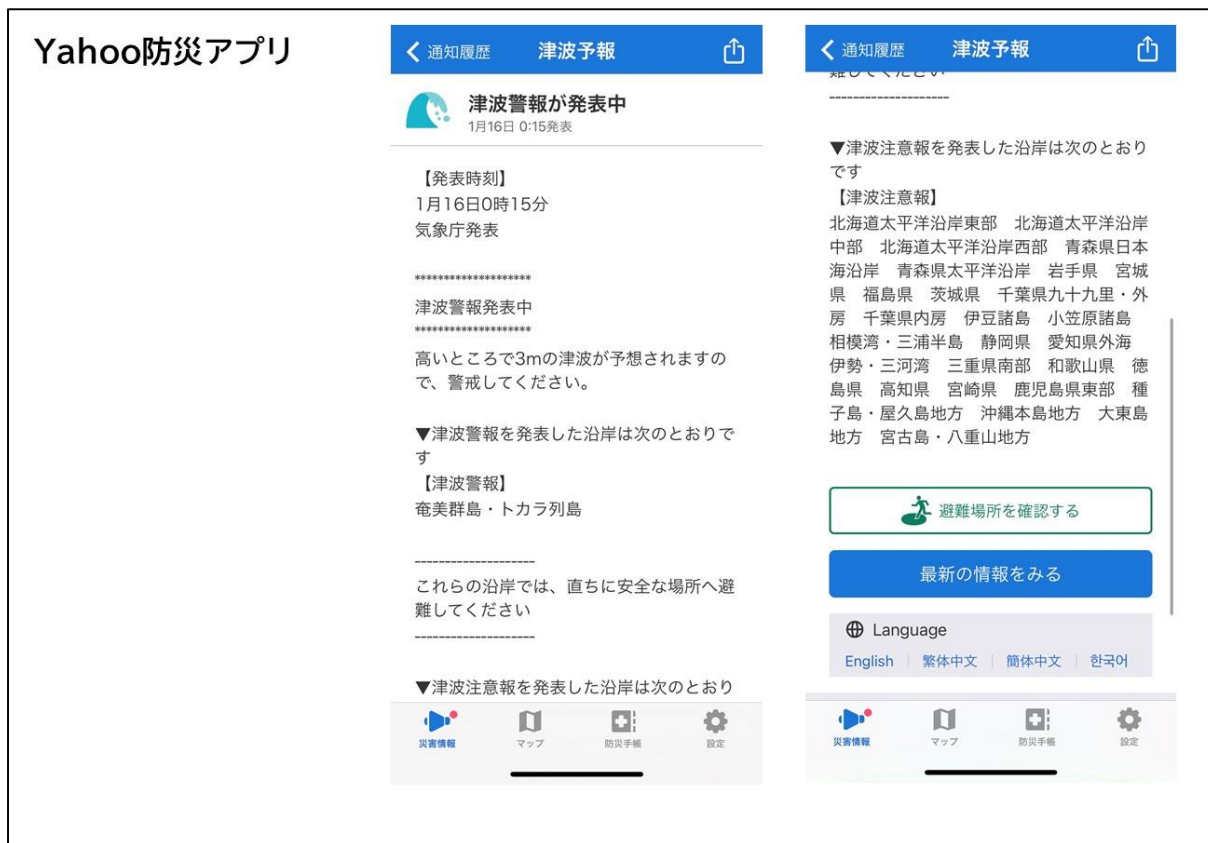 Yahoo防災アプリ
通知履歴
津波予報
津波警報が発表中
1月16日 0:15発表
【発表時刻】
1月16日0時15分
気象庁発表
********************
津波警報発表中
********************
高いところで3mの津波が予想されますの
で、警戒してください。
▼津波警報を発表した沿岸は次のとおりで
す
【津波警報】
奄美群島・トカラ列島
--------------------
これらの沿岸では、直ちに安全な場所へ避
難してください
--------------------
▼津波注意報を発表した沿岸は次のとおり
災害情報
マップ
防災手帳
設定
通知履歴
津波予報
難してください
--------------------
▼津波注意報を発表した沿岸は次のとおり
です
【津波注意報】
北海道太平洋沿岸東部　北海道太平洋沿岸
中部　北海道太平洋沿岸西部　青森県日本
海沿岸　青森県太平洋沿岸　岩手県　宮城
県　福島県　茨城県　千葉県九十九里・外
房　千葉県内房　伊豆諸島　小笠原諸島
相模湾・三浦半島　静岡県　愛知県外海
伊勢・三河湾　三重県南部　和歌山県　徳
島県　高知県　宮崎県　鹿児島県東部　種
子島・屋久島地方　沖縄本島地方　大東島
地方　宮古島・八重山地方
避難場所を確認する
最新の情報をみる
Language
English
繁体中文
簡体中文
한국어
災害情報
マップ
防災手帳
設定